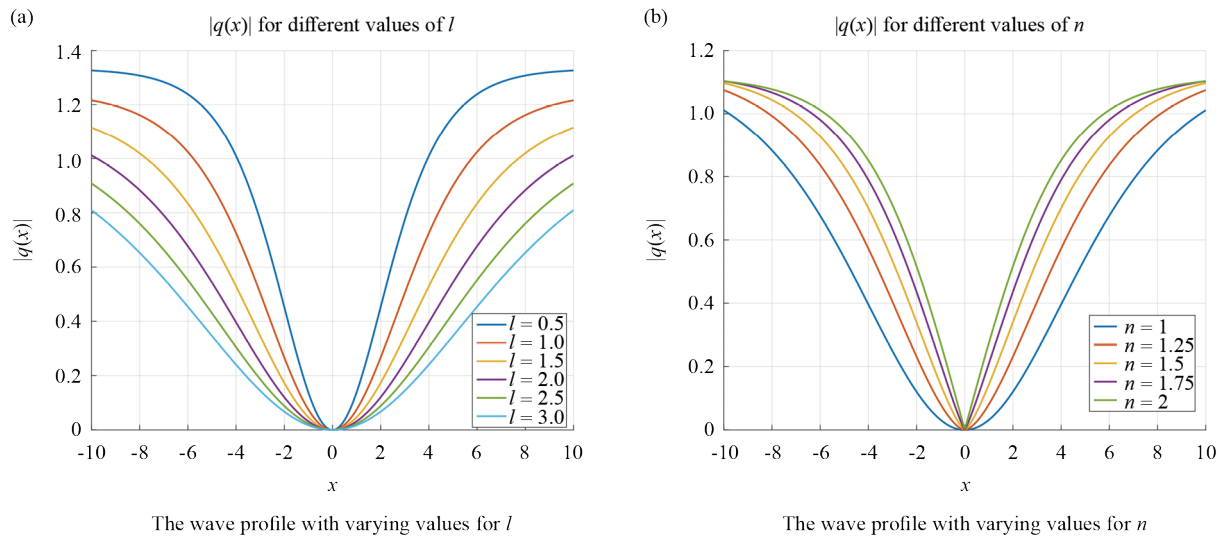 (a)
|q(x)| for different values of l
1.4
1.2
1.0
0.8
0.6
0.4
0.2
0
|q(x)|
l = 0.5
l = 1.0
l = 1.5
l = 2.0
l = 2.5
l = 3.0
-10 -8 -6 -4 -2 0 2 4 6 8 10
x
The wave profile with varying values for l
(b)
|q(x)| for different values of n
1.2
1.0
0.8
0.6
0.4
0.2
0
|q(x)|
n = 1
n = 1.25
n = 1.5
n = 1.75
n = 2
-10 -8 -6 -4 -2 0 2 4 6 8 10
x
The wave profile with varying values for n